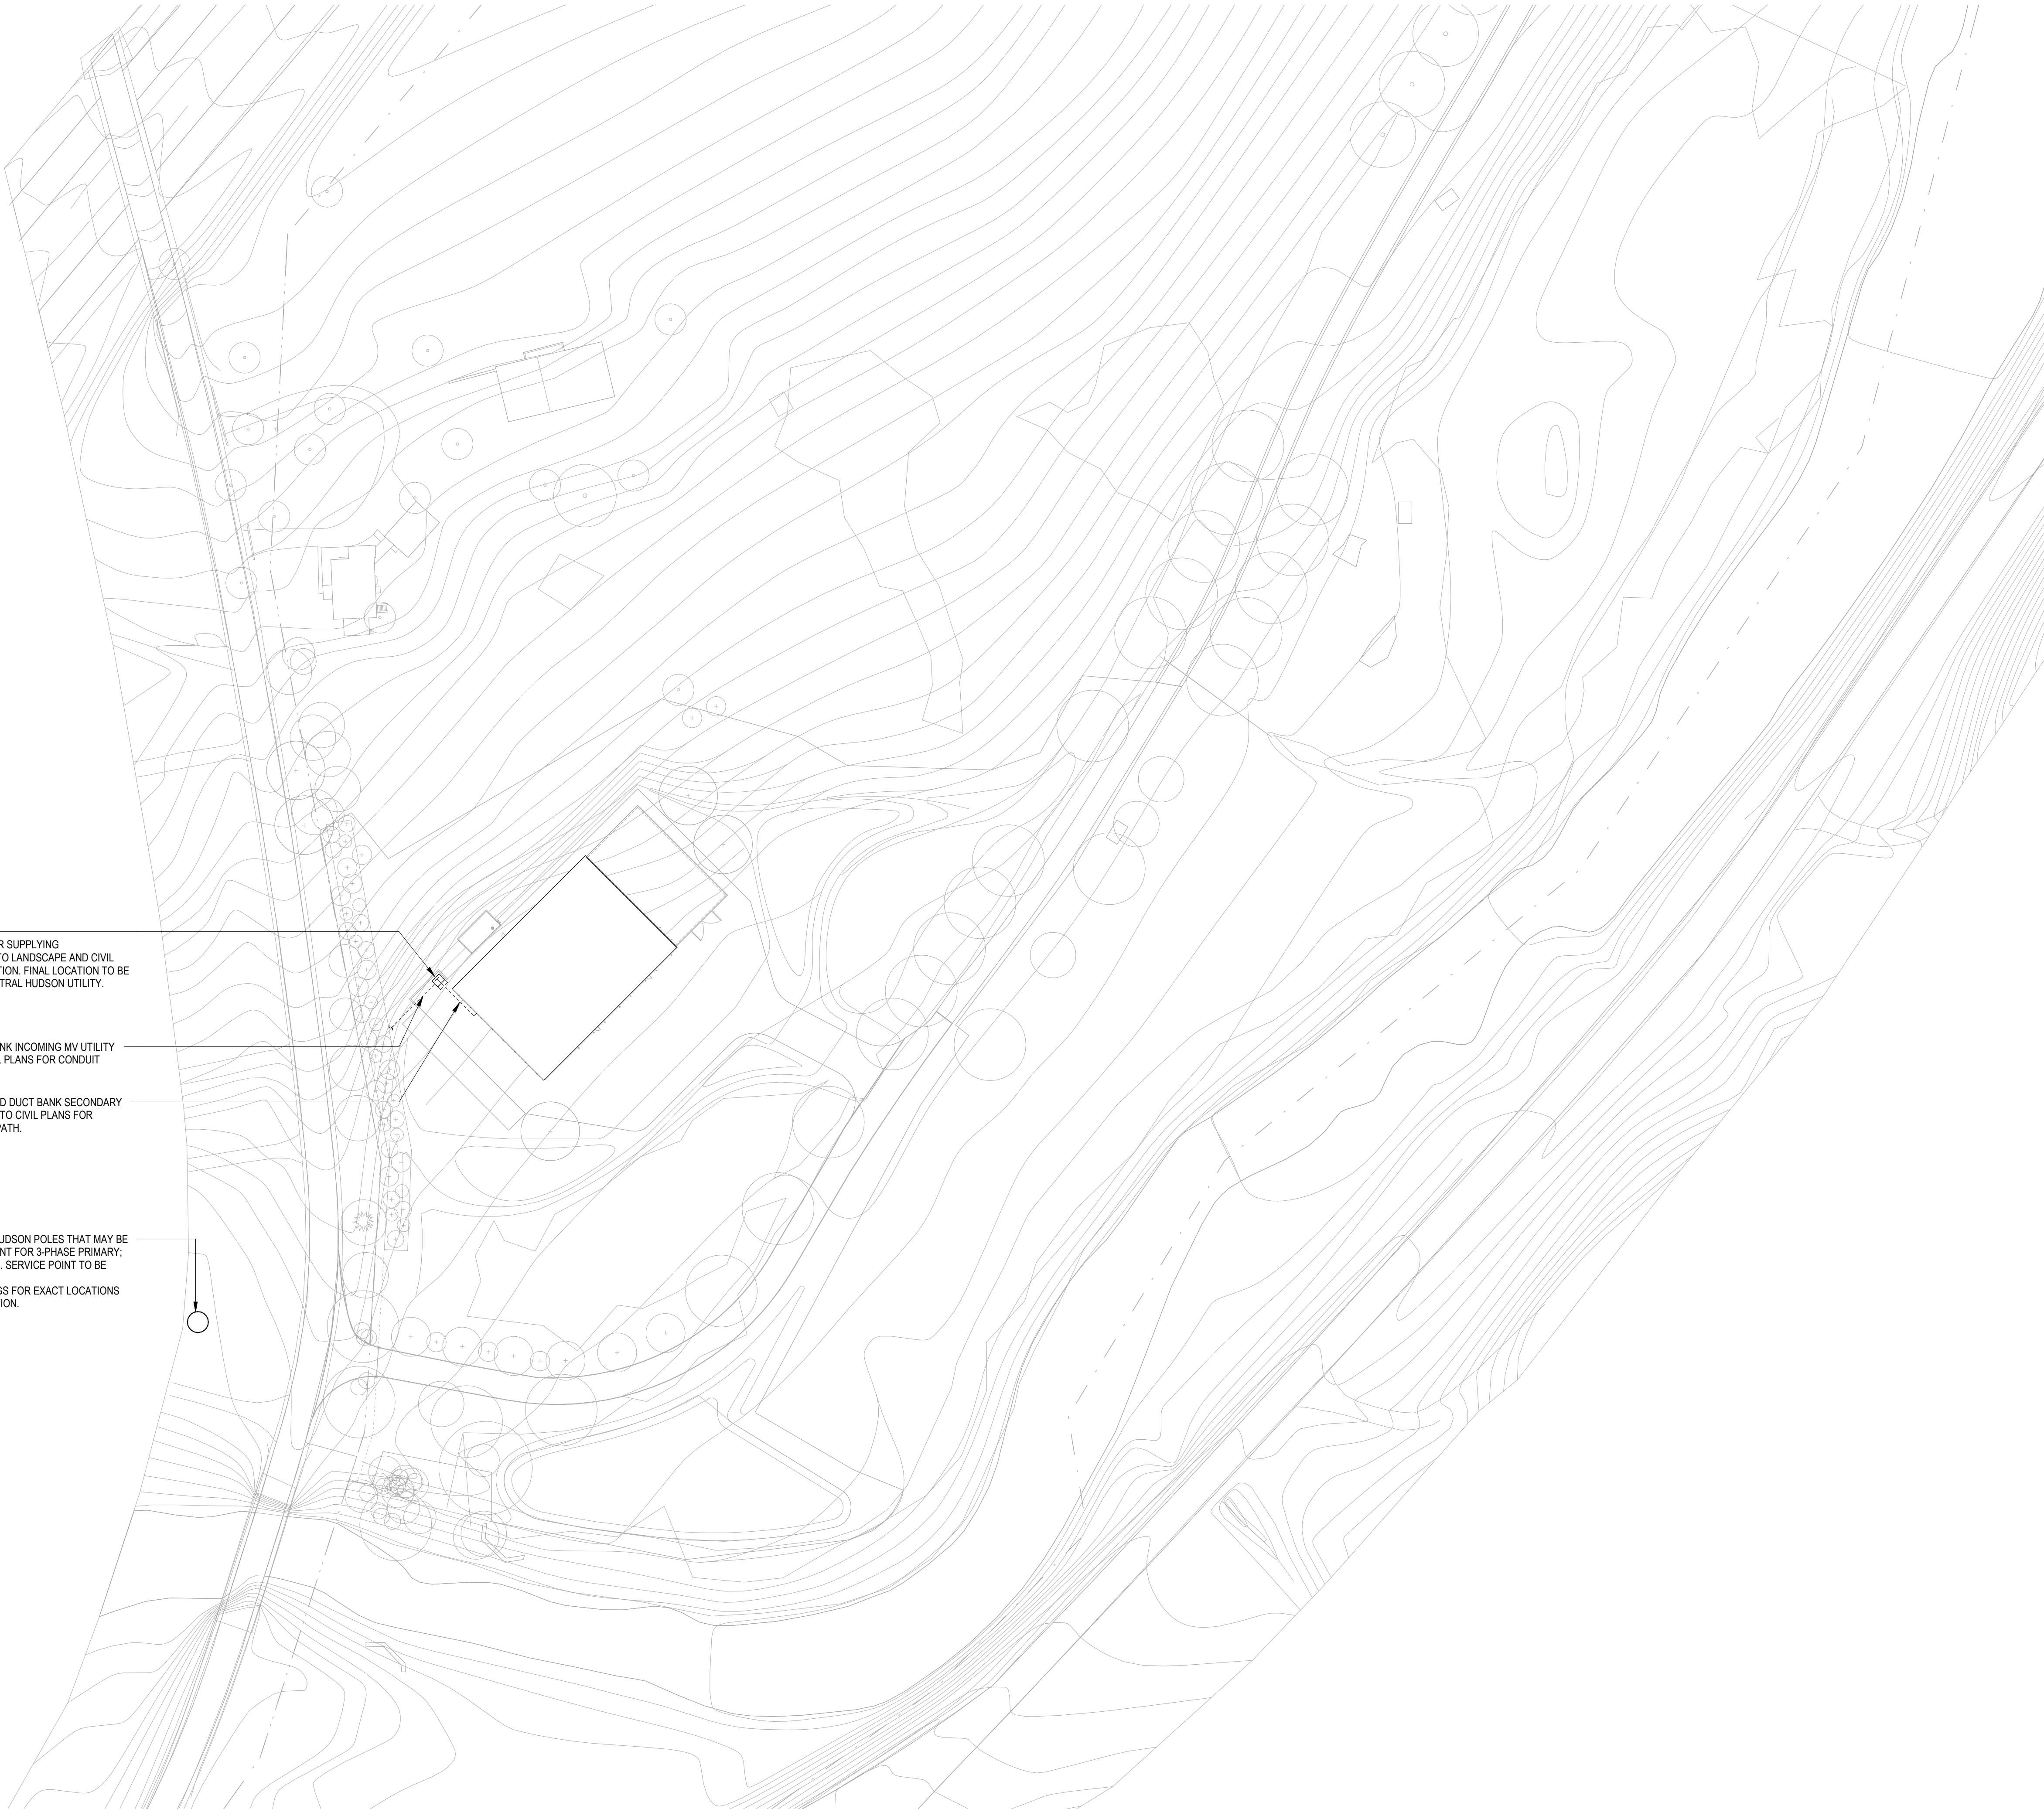 R SUPPLYING
TO LANDSCAPE AND CIVIL
TION. FINAL LOCATION TO BE
TRAL HUDSON UTILITY.
NK INCOMING MV UTILITY
PLANS FOR CONDUIT
D DUCT BANK SECONDARY
TO CIVIL PLANS FOR
PATH.
UDSON POLES THAT MAY BE
NT FOR 3-PHASE PRIMARY;
. SERVICE POINT TO BE
GS FOR EXACT LOCATIONS
TION.